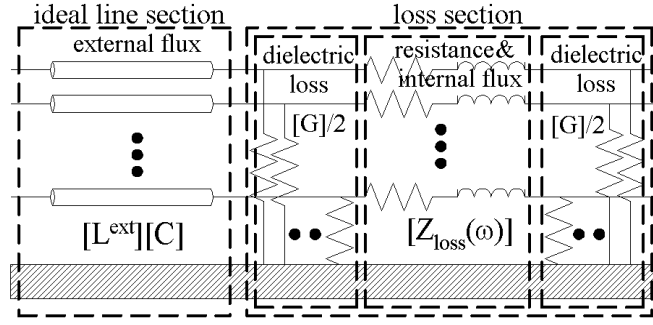 ideal line section
loss section
external flux
dielectric
loss
resistance&
internal flux
dielectric
loss
[G]/2
[G]/2
[L^ext][C]
[Z_loss(ω)]